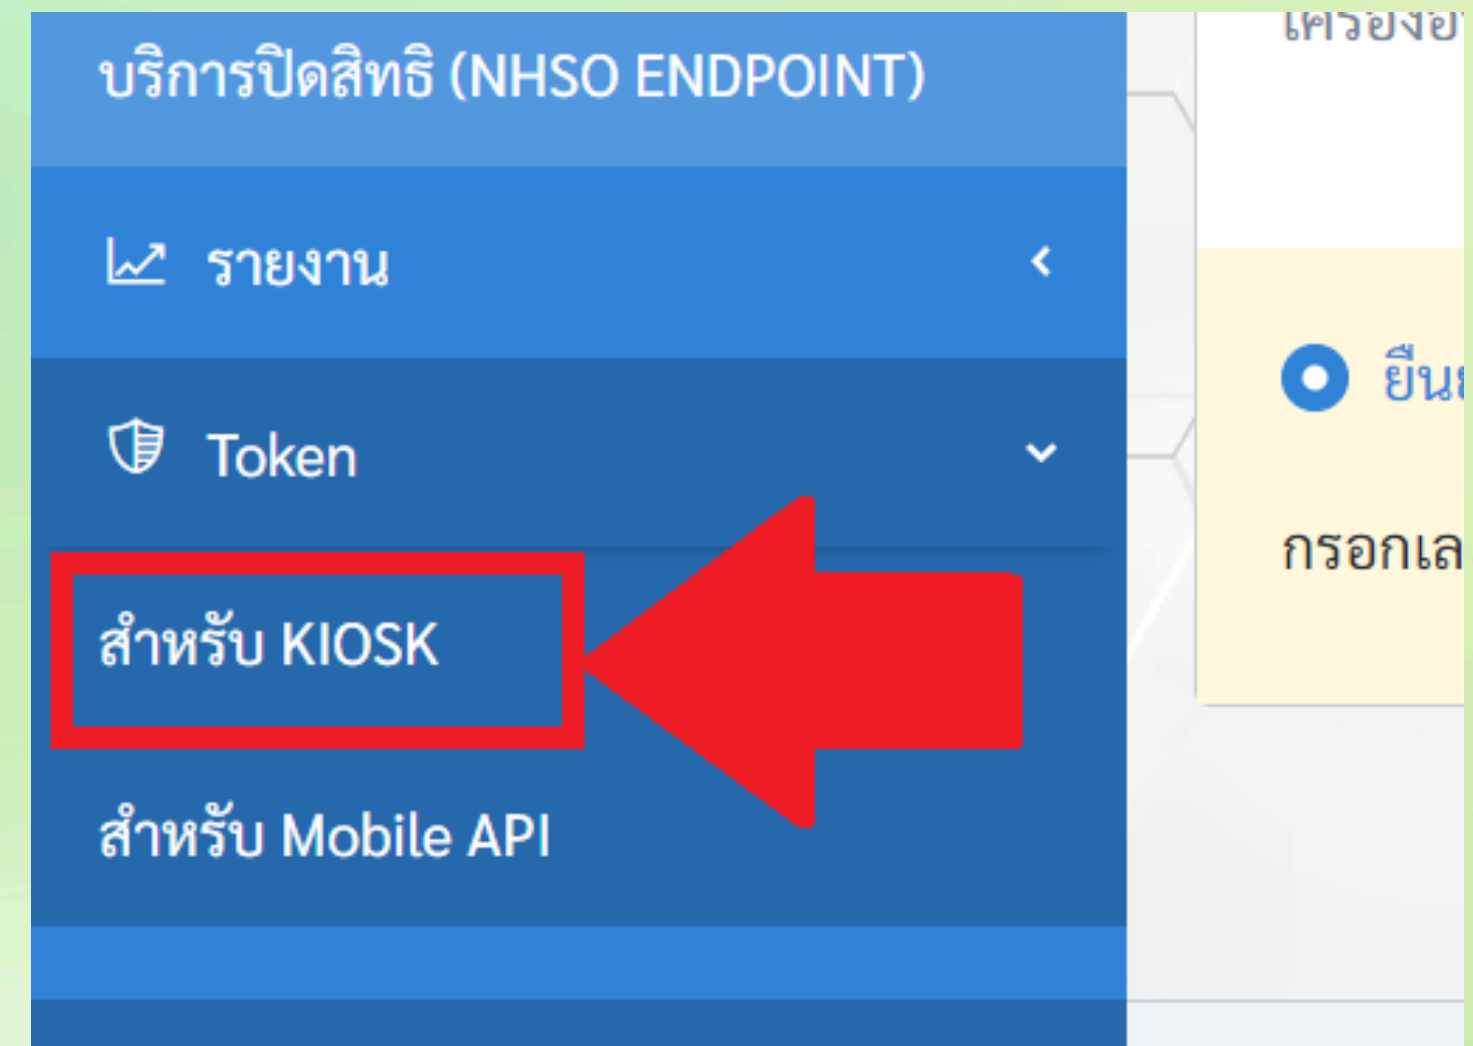 บริการปิดสิทธิ (NHSO ENDPOINT)
รายงาน
Token
สำหรับ KIOSK
สำหรับ Mobile API
กรอกเล